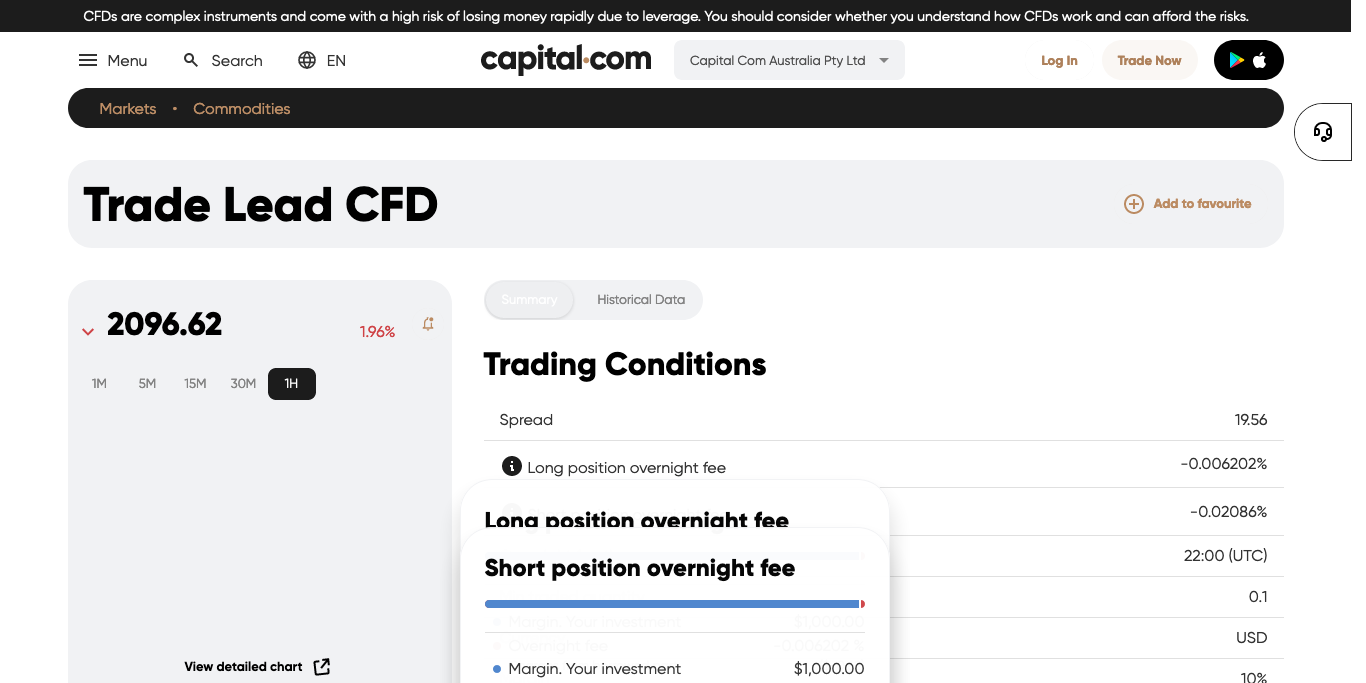 CFDs are complex instruments and come with a high risk of losing money rapidly due to leverage. You should consider whether you understand how CFDs work and can afford the risks.
Menu Search EN capital.com Capital Com Australia Pty Ltd Log In Trade Now
Markets • Commodities
Trade Lead CFD Add to favourite
2096.62 1.96%
1M 5M 15M 30M 1H
View detailed chart
Summary Historical Data
Trading Conditions
Spread 19.56
Long position overnight fee -0.006202%
-0.02086%
22:00 (UTC)
0.1
USD
10%
Long position overnight fee
Short position overnight fee
Margin. Your investment $1,000.00
Overnight fee -0.006202 %
Margin. Your investment $1,000.00